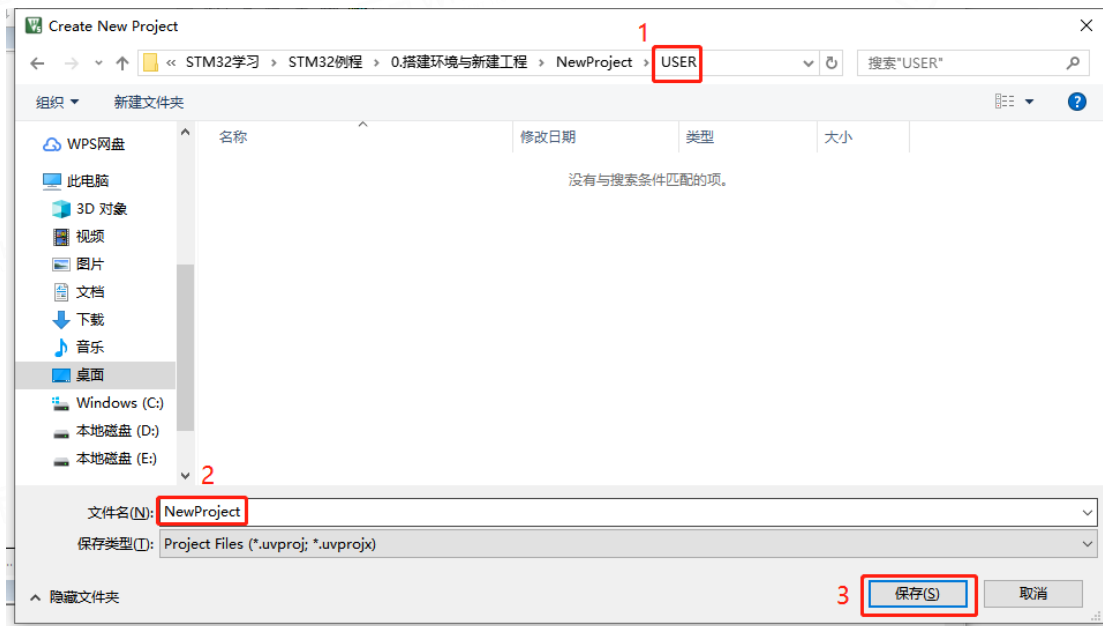 Create New Project
1
« STM32学习 › STM32例程 › 0.搭建环境与新建工程 › NewProject › USER
搜索"USER"
组织 新建文件夹
名称 修改日期 类型 大小
没有与搜索条件匹配的项。
WPS网盘
此电脑
3D 对象
视频
图片
文档
下载
音乐
桌面
Windows (C:)
本地磁盘 (D:)
本地磁盘 (E:)
2
文件名(N): NewProject
保存类型(T): Project Files (*.uvproj; *.uvprojx)
隐藏文件夹
3 保存(S) 取消